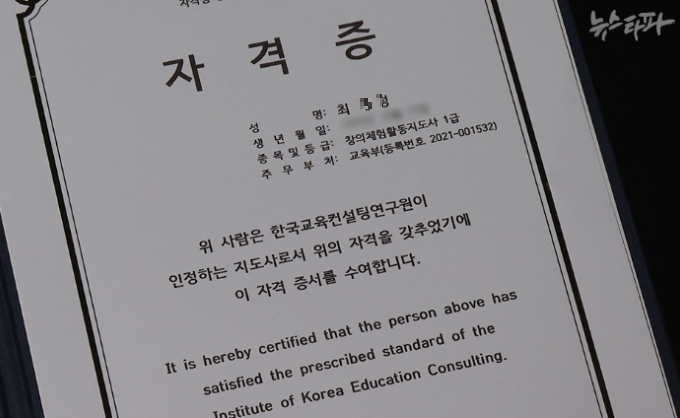 뉴스타파
자격증
성 명: 최 정
생 년 월 일:
종 목 및 등 급: 창의체험활동지도사 1급
주 무 부 처: 교육부(등록번호 2021-001532)
위 사람은 한국교육컨설팅연구원이
인정하는 지도사로서 위의 자격을 갖추었기에
이 자격 증서를 수여합니다.
It is hereby certified that the person above has
satisfied the prescribed standard of the
Institute of Korea Education Consulting.